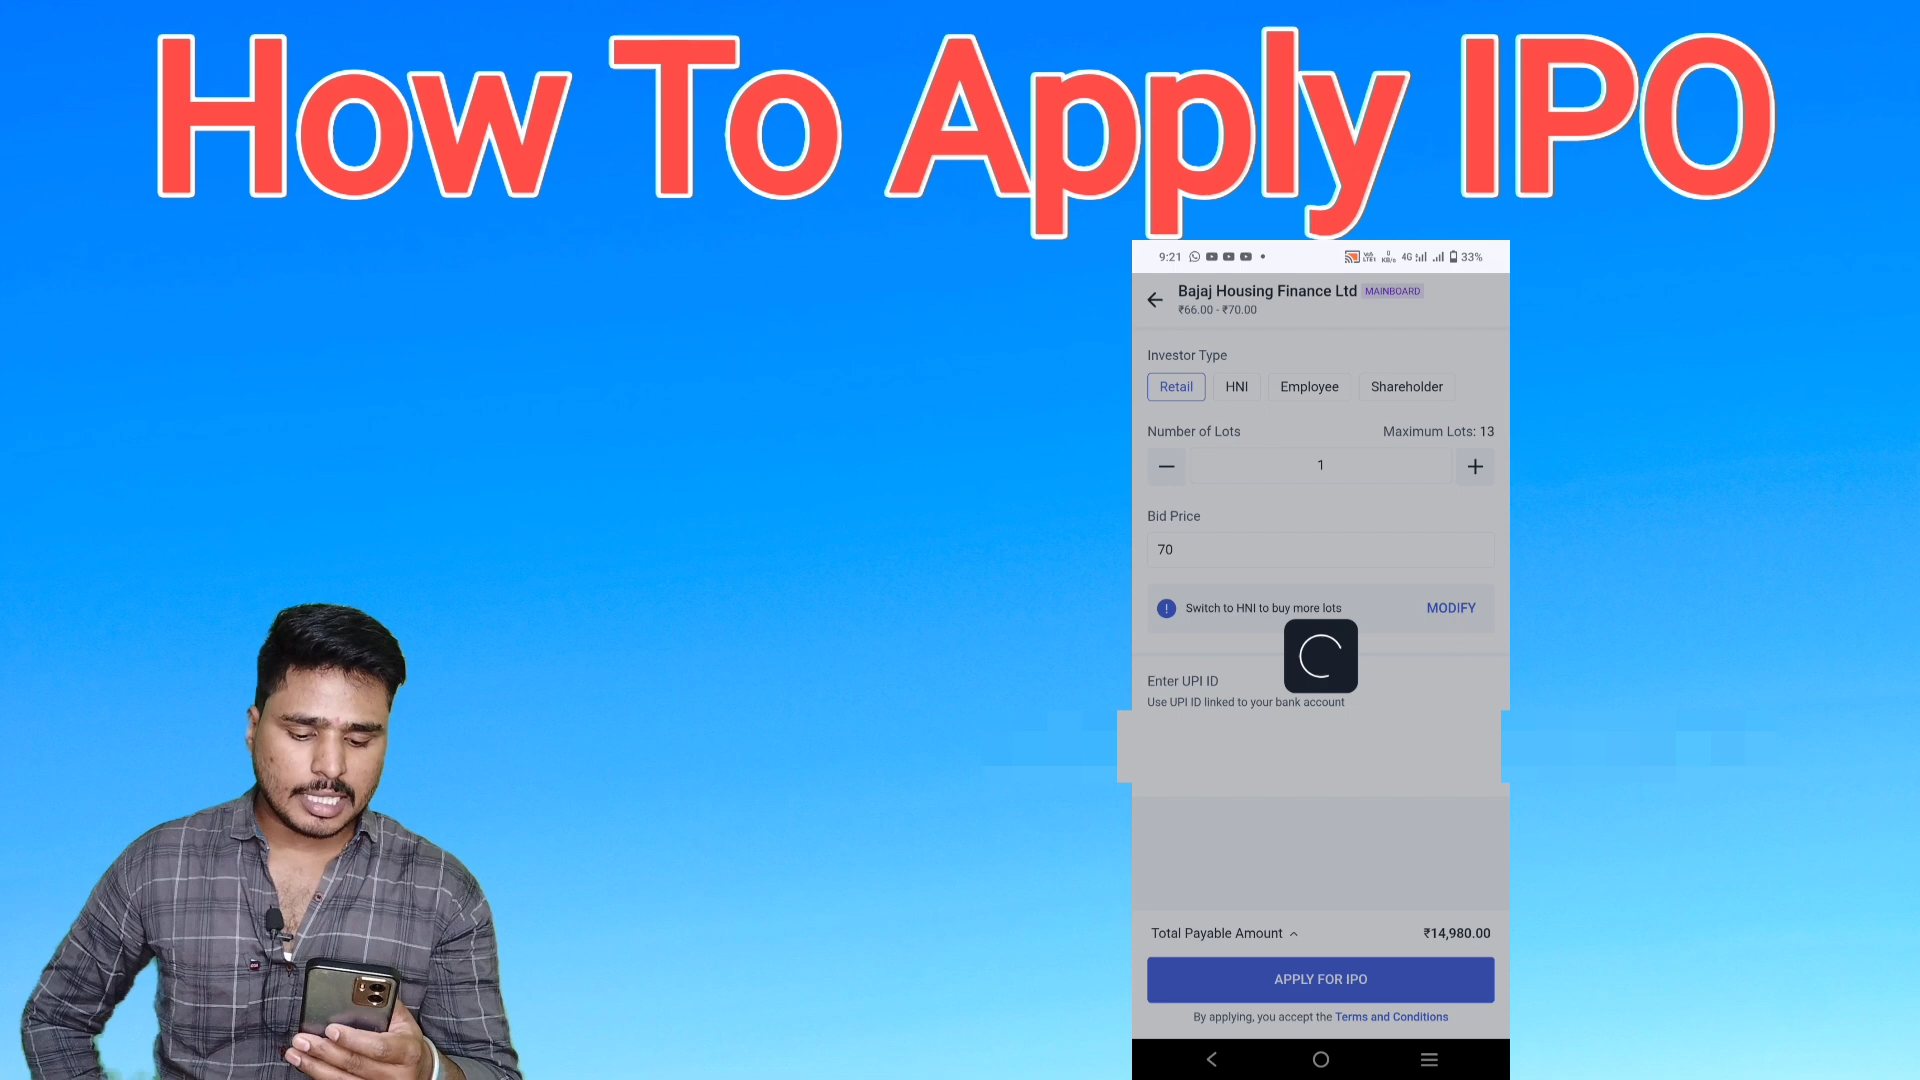 How To Apply IPO
9:21 4G 33%
Bajaj Housing Finance Ltd MAINBOARD
₹66.00 - ₹70.00
Investor Type
Retail HNI Employee Shareholder
Number of Lots Maximum Lots: 13
1
Bid Price
70
! Switch to HNI to buy more lots MODIFY
Enter UPI ID
Use UPI ID linked to your bank account
Total Payable Amount ₹14,980.00
APPLY FOR IPO
By applying, you accept the Terms and Conditions